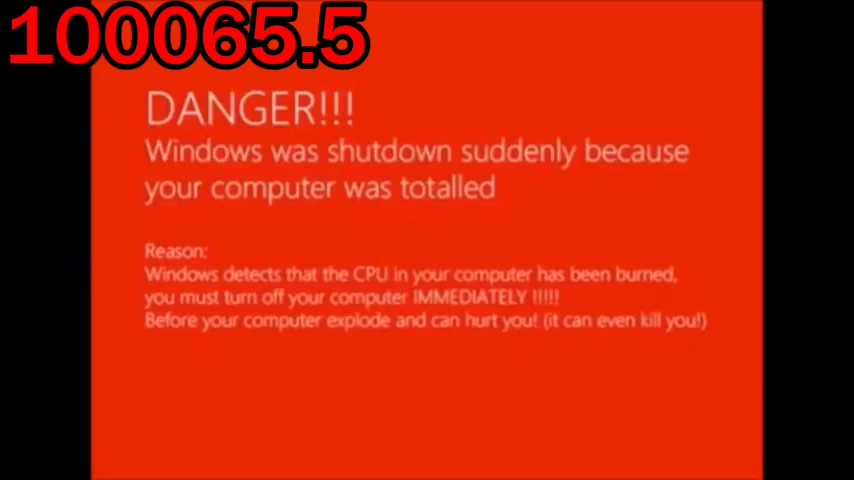 100065.5
DANGER!!!
Windows was shutdown suddenly because
your computer was totalled
Reason:
Windows detects that the CPU in your computer has been burned,
you must turn off your computer IMMEDIATELY !!!!!
Before your computer explode and can hurt you! (it can even kill you!)